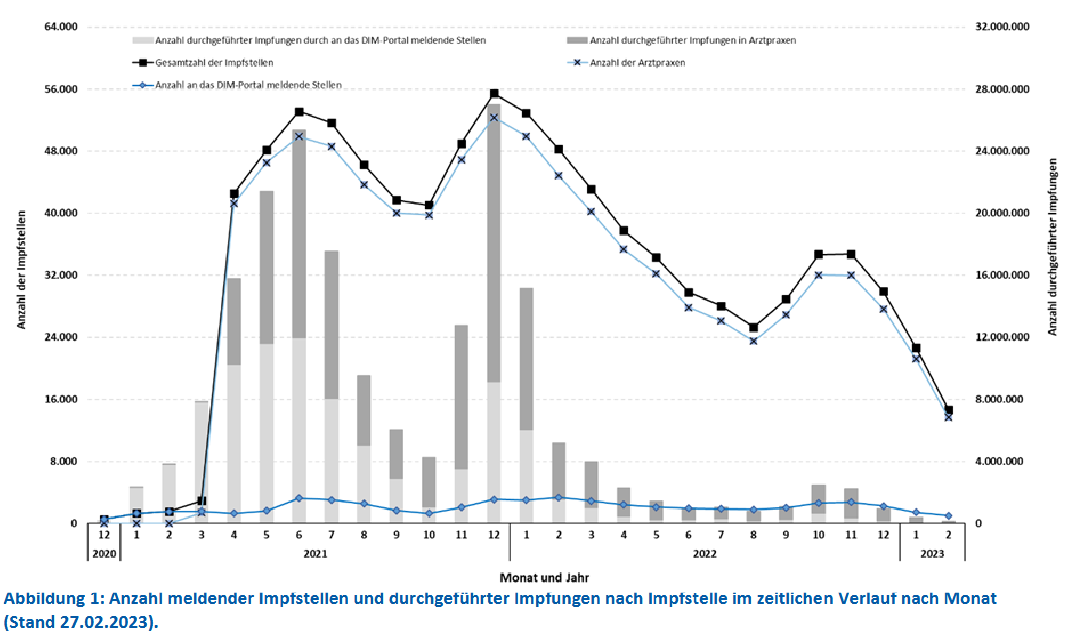 64.000
56.000
48.000
40.000
32.000
24.000
16.000
8.000
0
Anzahl der Impfstellen
Anzahl durchgeführter Impfungen durch an das DIM-Portal meldende Stellen
Anzahl durchgeführter Impfungen in Arztpraxen
Gesamtzahl der Impfstellen
Anzahl der Arztpraxen
Anzahl an das DIM-Portal meldende Stellen
32.000.000
28.000.000
24.000.000
20.000.000
16.000.000
12.000.000
8.000.000
4.000.000
0
Anzahl durchgeführter Impfungen
12 1 2 3 4 5 6 7 8 9 10 11 12 1 2 3 4 5 6 7 8 9 10 11 12 1 2
2020 2021 2022 2023
Monat und Jahr
Abbildung 1: Anzahl meldender Impfstellen und durchgeführter Impfungen nach Impfstelle im zeitlichen Verlauf nach Monat
(Stand 27.02.2023).